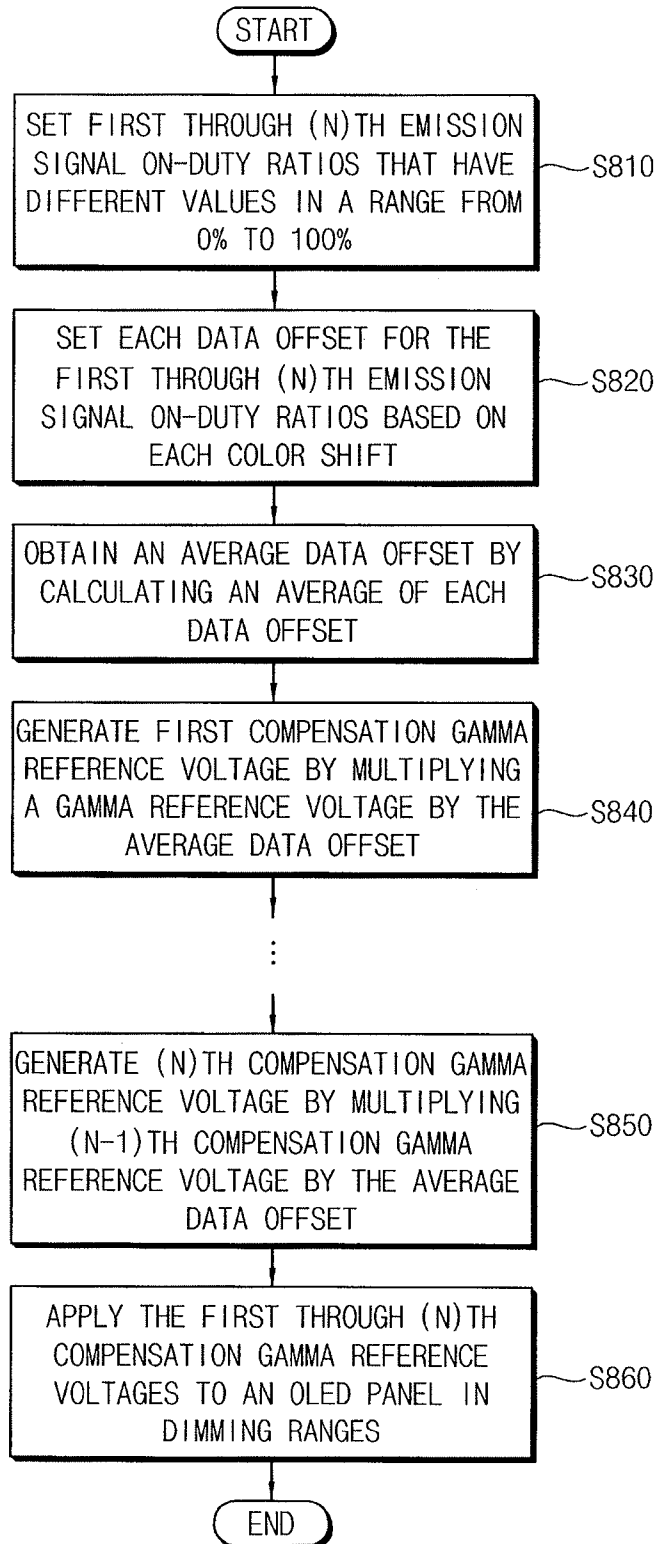 START
SET FIRST THROUGH (N)TH EMISSION
SIGNAL ON-DUTY RATIOS THAT HAVE
DIFFERENT VALUES IN A RANGE FROM
0% TO 100%
S810
SET EACH DATA OFFSET FOR THE
FIRST THROUGH (N)TH EMISSION
SIGNAL ON-DUTY RATIOS BASED ON
EACH COLOR SHIFT
S820
OBTAIN AN AVERAGE DATA OFFSET BY
CALCULATING AN AVERAGE OF EACH
DATA OFFSET
S830
GENERATE FIRST COMPENSATION GAMMA
REFERENCE VOLTAGE BY MULTIPLYING
A GAMMA REFERENCE VOLTAGE BY THE
AVERAGE DATA OFFSET
S840
⋮
GENERATE (N)TH COMPENSATION GAMMA
REFERENCE VOLTAGE BY MULTIPLYING
(N-1)TH COMPENSATION GAMMA
REFERENCE VOLTAGE BY THE AVERAGE
DATA OFFSET
S850
APPLY THE FIRST THROUGH (N)TH
COMPENSATION GAMMA REFERENCE
VOLTAGES TO AN OLED PANEL IN
DIMMING RANGES
S860
END